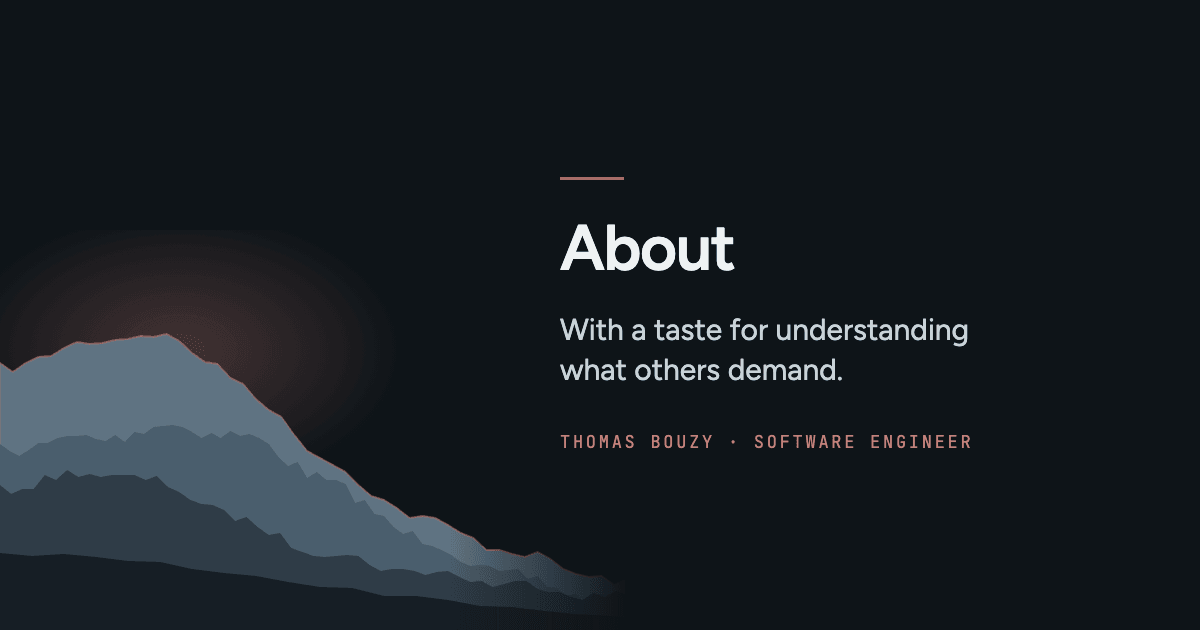 About
With a taste for understanding
what others demand.
THOMAS BOUZY · SOFTWARE ENGINEER